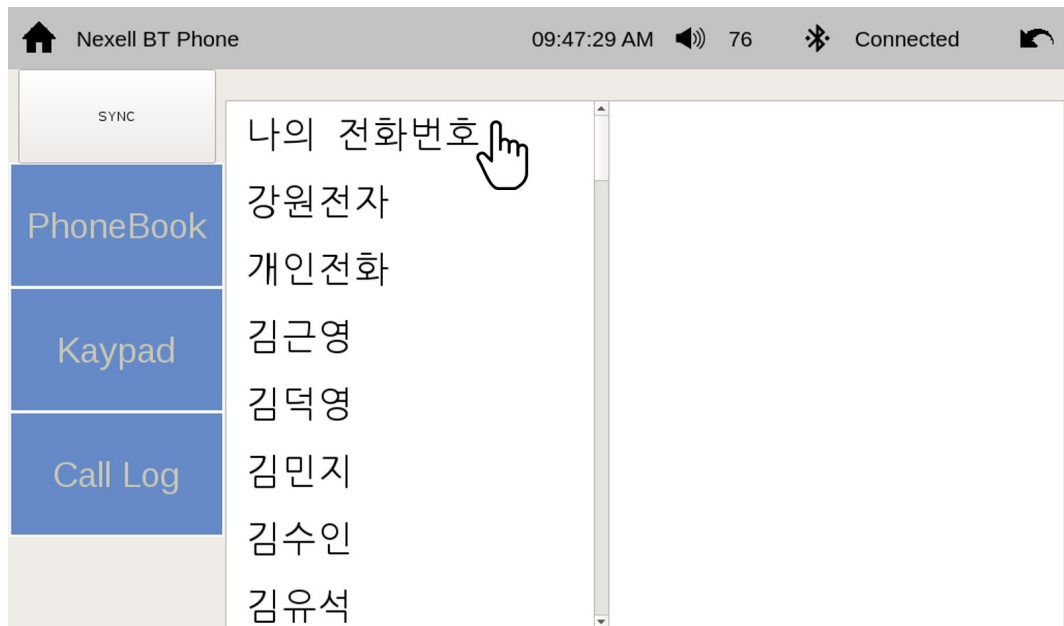 Nexell BT Phone 09:47:29 AM 76 Connected
SYNC
PhoneBook
Kaypad
Call Log
나의 전화번호
강원전자
개인전화
김근영
김덕영
김민지
김수인
김유석